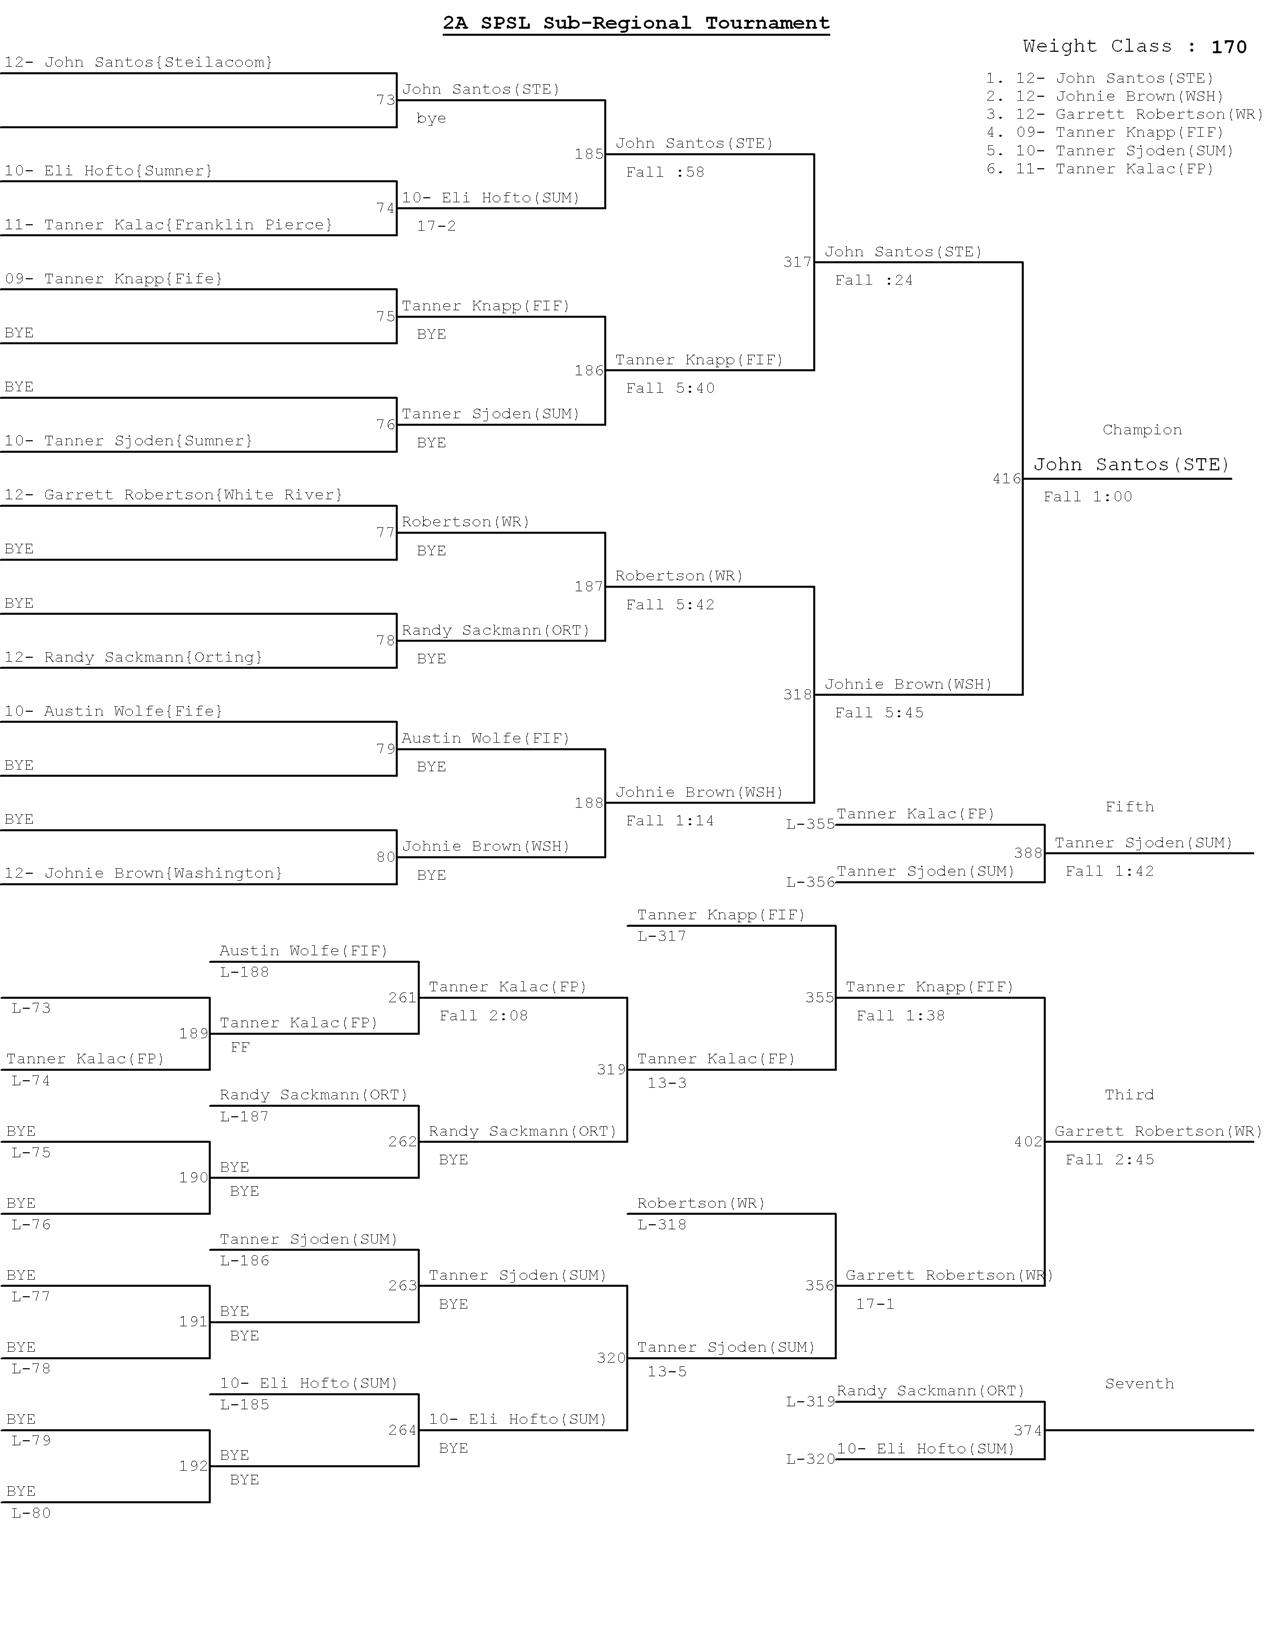 2A SPSL Sub-Regional Tournament
Weight Class : 170
1. 12- John Santos(STE)
2. 12- Johnie Brown(WSH)
3. 12- Garrett Robertson(WR)
4. 09- Tanner Knapp(FIF)
5. 10- Tanner Sjoden(SUM)
6. 11- Tanner Kalac(FP)
12- John Santos{Steilacoom}
73
John Santos(STE)
bye
185
John Santos(STE)
Fall :58
10- Eli Hofto{Sumner}
74
10- Eli Hofto(SUM)
17-2
11- Tanner Kalac{Franklin Pierce}
317
John Santos(STE)
Fall :24
09- Tanner Knapp{Fife}
75
Tanner Knapp(FIF)
BYE
BYE
186
Tanner Knapp(FIF)
Fall 5:40
BYE
76
Tanner Sjoden(SUM)
BYE
10- Tanner Sjoden{Sumner}
Champion
416
John Santos(STE)
Fall 1:00
12- Garrett Robertson{White River}
77
Robertson(WR)
BYE
BYE
187
Robertson(WR)
Fall 5:42
BYE
78
Randy Sackmann(ORT)
BYE
12- Randy Sackmann{Orting}
318
Johnie Brown(WSH)
Fall 5:45
10- Austin Wolfe{Fife}
79
Austin Wolfe(FIF)
BYE
BYE
188
Johnie Brown(WSH)
Fall 1:14
BYE
80
Johnie Brown(WSH)
BYE
12- Johnie Brown{Washington}
Fifth
L-355
Tanner Kalac(FP)
388
Tanner Sjoden(SUM)
Fall 1:42
L-356
Tanner Sjoden(SUM)
Tanner Knapp(FIF)
L-317
Austin Wolfe(FIF)
L-188
261
Tanner Kalac(FP)
Fall 2:08
355
Tanner Knapp(FIF)
Fall 1:38
L-73
189
Tanner Kalac(FP)
FF
Tanner Kalac(FP)
L-74
319
Tanner Kalac(FP)
13-3
Randy Sackmann(ORT)
L-187
Third
BYE
L-75
262
Randy Sackmann(ORT)
BYE
402
Garrett Robertson(WR)
Fall 2:45
190
BYE
BYE
BYE
L-76
Robertson(WR)
L-318
Tanner Sjoden(SUM)
L-186
BYE
L-77
263
Tanner Sjoden(SUM)
BYE
356
Garrett Robertson(WR)
17-1
191
BYE
BYE
BYE
L-78
320
Tanner Sjoden(SUM)
13-5
10- Eli Hofto(SUM)
L-185
Seventh
L-319
Randy Sackmann(ORT)
374
BYE
L-79
264
10- Eli Hofto(SUM)
BYE
L-320
10- Eli Hofto(SUM)
192
BYE
BYE
BYE
L-80